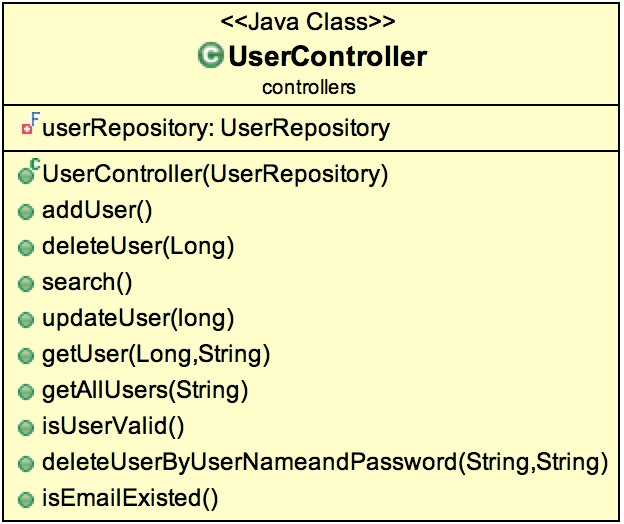 <<Java Class>>
C UserController
controllers
F userRepository: UserRepository
C UserController(UserRepository)
addUser()
deleteUser(Long)
search()
updateUser(long)
getUser(Long,String)
getAllUsers(String)
isUserValid()
deleteUserByUserNameandPassword(String,String)
isEmailExisted()